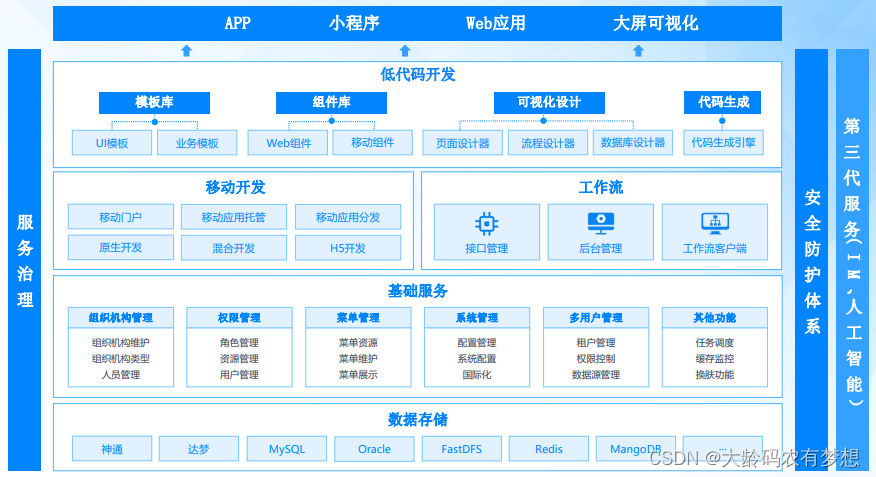 APP 小程序 Web应用 大屏可视化
低代码开发
模板库 组件库 可视化设计 代码生成
UI模板 业务模板 Web组件 移动组件 页面设计器 流程设计器 数据库设计器 代码生成引擎
移动开发
移动门户 移动应用托管 移动应用分发
原生开发 混合开发 H5开发
工作流
接口管理 后台管理 工作流客户端
基础服务
组织机构管理 权限管理 菜单管理 系统管理 多用户管理 其他功能
组织机构维护 角色管理 菜单资源 配置管理 租户管理 任务调度
组织机构类型 资源管理 菜单维护 系统配置 权限控制 缓存监控
人员管理 用户管理 菜单展示 国际化 数据源管理 换肤功能
数据存储
神通 达梦 MySQL Oracle FastDFS Redis MangoDB ...
服务治理
安全防护体系
第三代服务(IM,人工智能)
CSDN @大龄码农有梦想